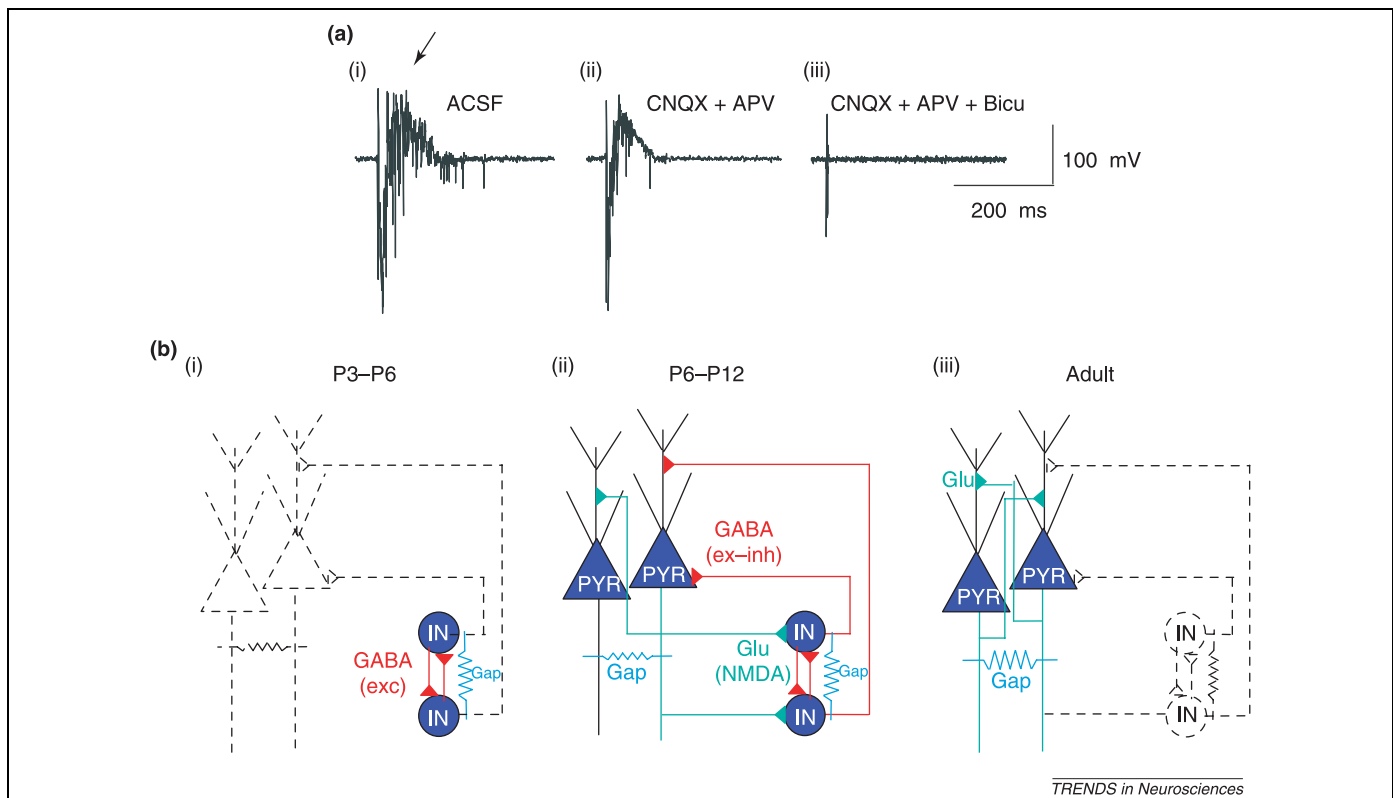 (a)
(i) ACSF
(ii) CNQX + APV
(iii) CNQX + APV + Bicu
100 mV
200 ms
(b)
(i) P3–P6
IN
GABA
(exc)
Gap
IN
(ii) P6–P12
GABA
(ex–inh)
PYR
PYR
IN
Glu
(NMDA)
Gap
Gap
IN
(iii) Adult
Glu
PYR
PYR
Gap
IN
IN
TRENDS in Neurosciences